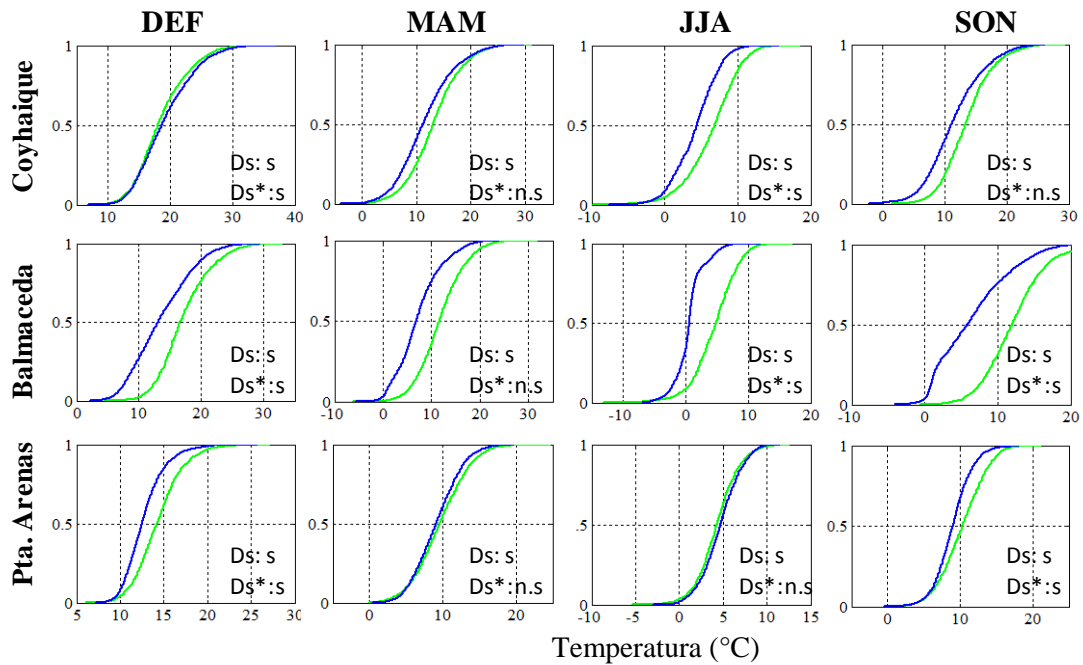 DEF MAM JJA SON
Coyhaique
1 1 1 1
0.5 0.5 0.5 0.5
Ds: s Ds: s Ds: s Ds: s
Ds*:s Ds*:n.s Ds*:s Ds*:n.s
0 0 0 0
10 20 30 40 0 10 20 30 -10 0 10 20 0 10 20 30
Balmaceda
1 1 1 1
0.5 0.5 0.5 0.5
Ds: s Ds: s Ds: s Ds: s
Ds*:s Ds*:n.s Ds*:s Ds*:s
0 0 0 0
0 10 20 30 -10 0 10 20 30 -10 0 10 20 -10 0 10 20
Pta. Arenas
1 1 1 1
0.5 0.5 .5 0.5
Ds: s Ds: s Ds: s Ds: s
Ds*:s Ds*:n.s Ds*:n.s Ds*:s
0 0 0 0
5 10 15 20 25 30 0 10 20 -10 -5 0 5 10 15 0 10 20
Temperatura (°C)